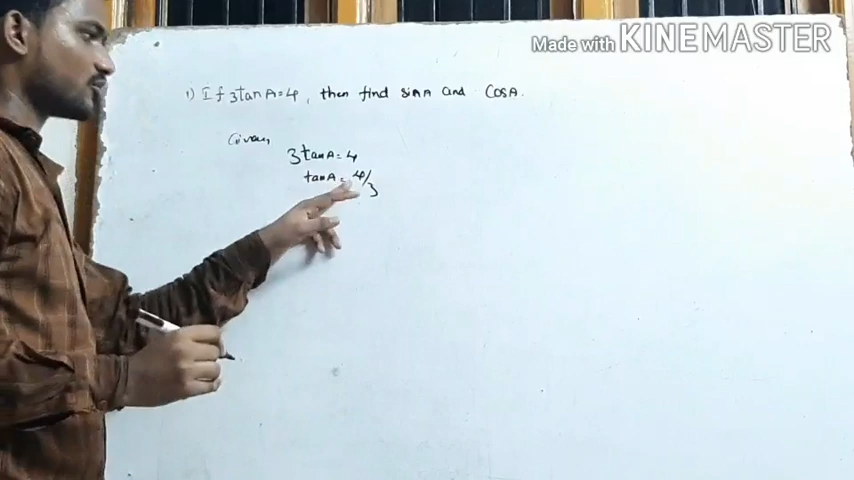 Made with KINEMASTER
1) If 3tanA=4, then find sinA and cosA.
Given,
3tanA=4
tanA=4/3